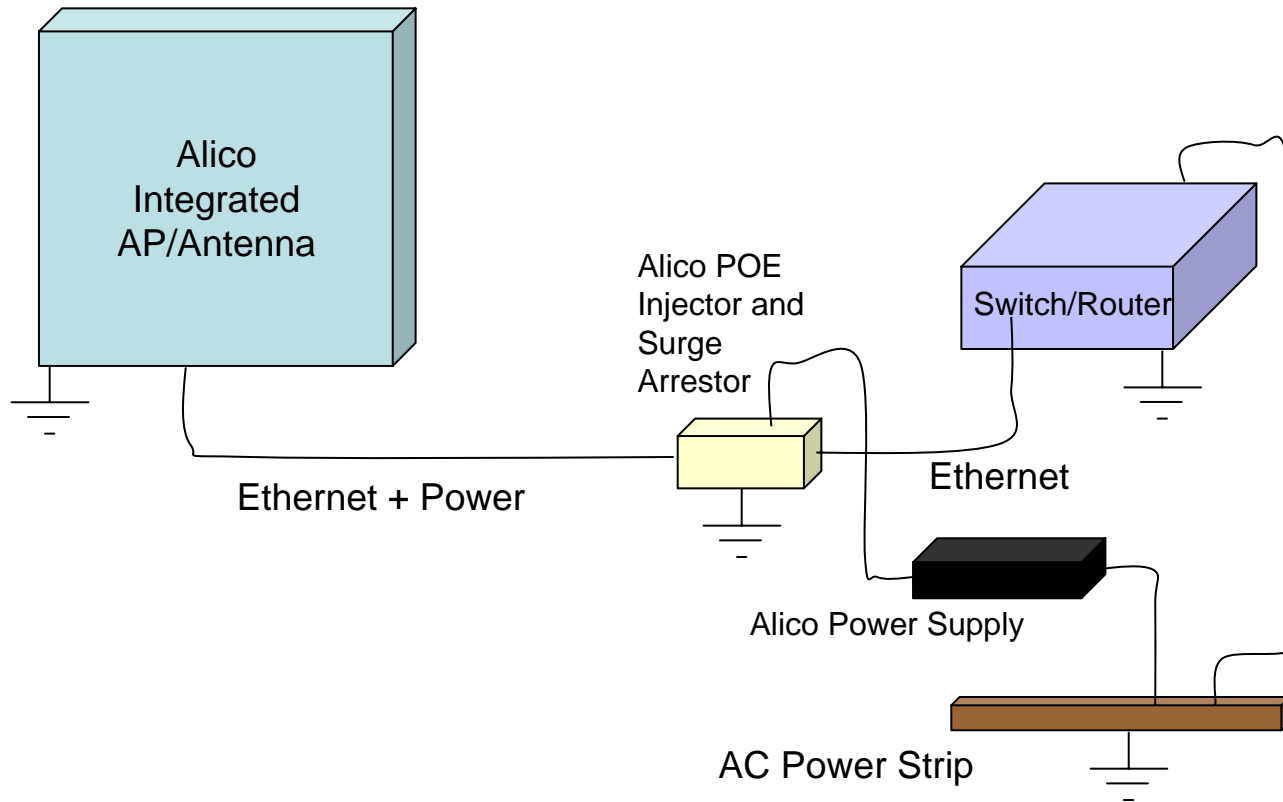 Alico
Integrated
AP/Antenna
Alico POE
Injector and
Surge
Arrestor
Switch/Router
Ethernet + Power
Ethernet
Alico Power Supply
AC Power Strip